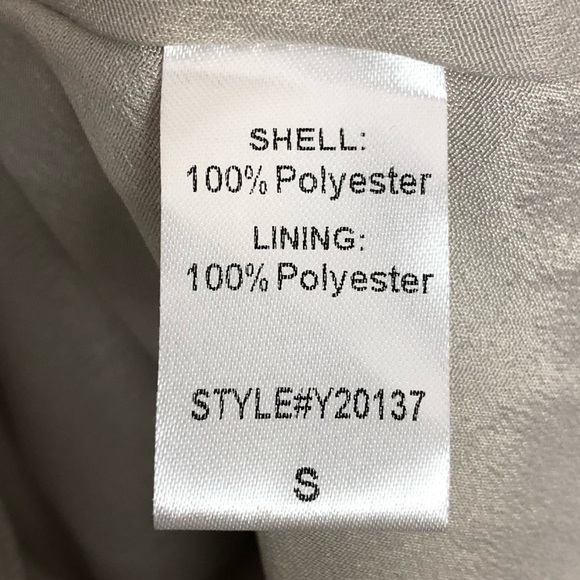 SHELL:
100% Polyester
LINING:
100% Polyester
STYLE#Y20137
S